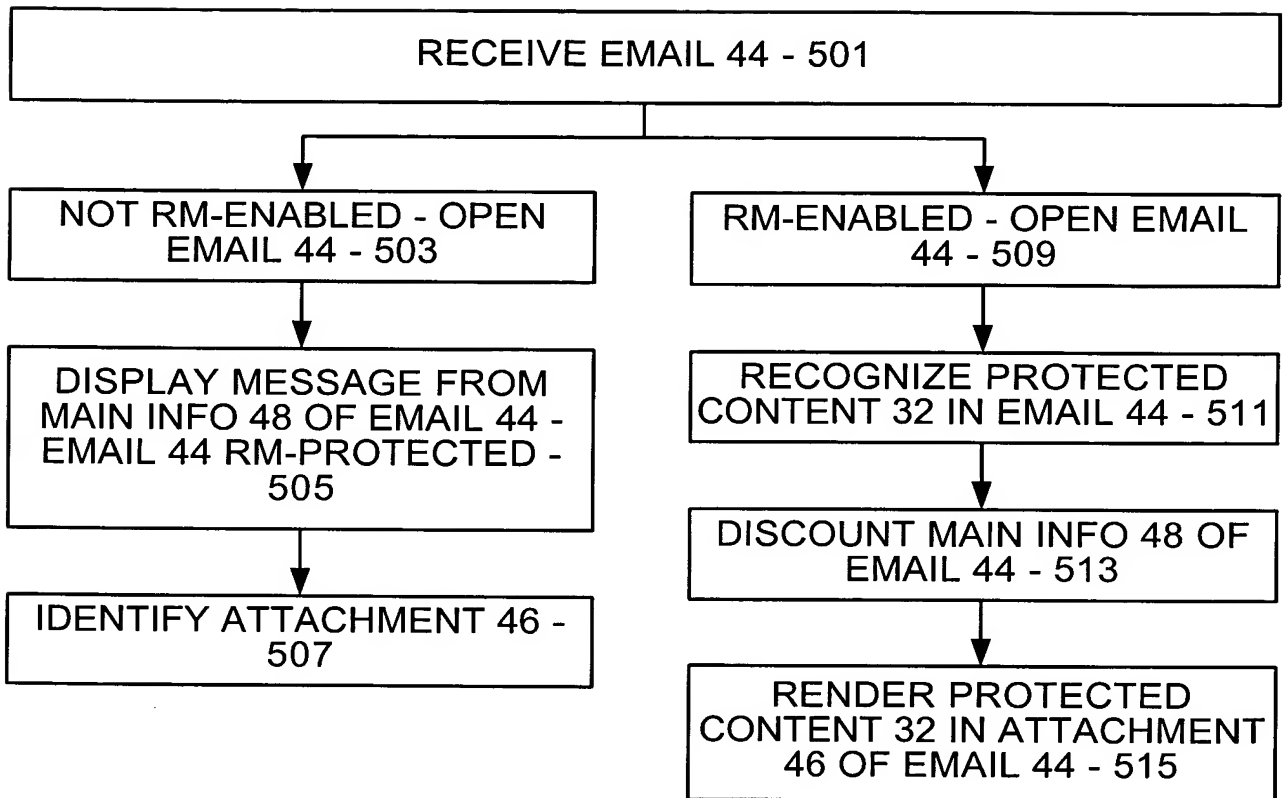 RECEIVE EMAIL 44 - 501
NOT RM-ENABLED - OPEN
EMAIL 44 - 503
DISPLAY MESSAGE FROM
MAIN INFO 48 OF EMAIL 44 -
EMAIL 44 RM-PROTECTED -
505
IDENTIFY ATTACHMENT 46 -
507
RM-ENABLED - OPEN EMAIL
44 - 509
RECOGNIZE PROTECTED
CONTENT 32 IN EMAIL 44 - 511
DISCOUNT MAIN INFO 48 OF
EMAIL 44 - 513
RENDER PROTECTED
CONTENT 32 IN ATTACHMENT
46 OF EMAIL 44 - 515